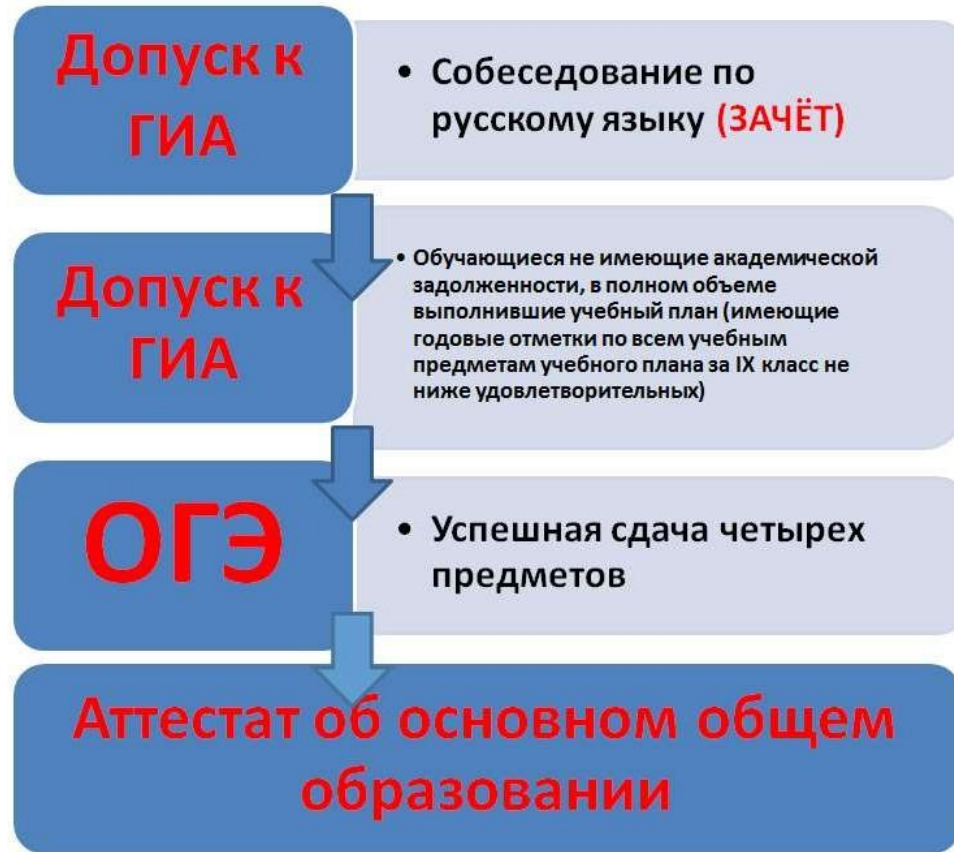 Допуск к
ГИА
• Собеседование по
русскому языку (ЗАЧЁТ)
Допуск к
ГИА
• Обучающиеся не имеющие академической
задолженности, в полном объеме
выполнившие учебный план (имеющие
годовые отметки по всем учебным
предметам учебного плана за IX класс не
ниже удовлетворительных)
ОГЭ
• Успешная сдача четырех
предметов
Аттестат об основном общем
образовании